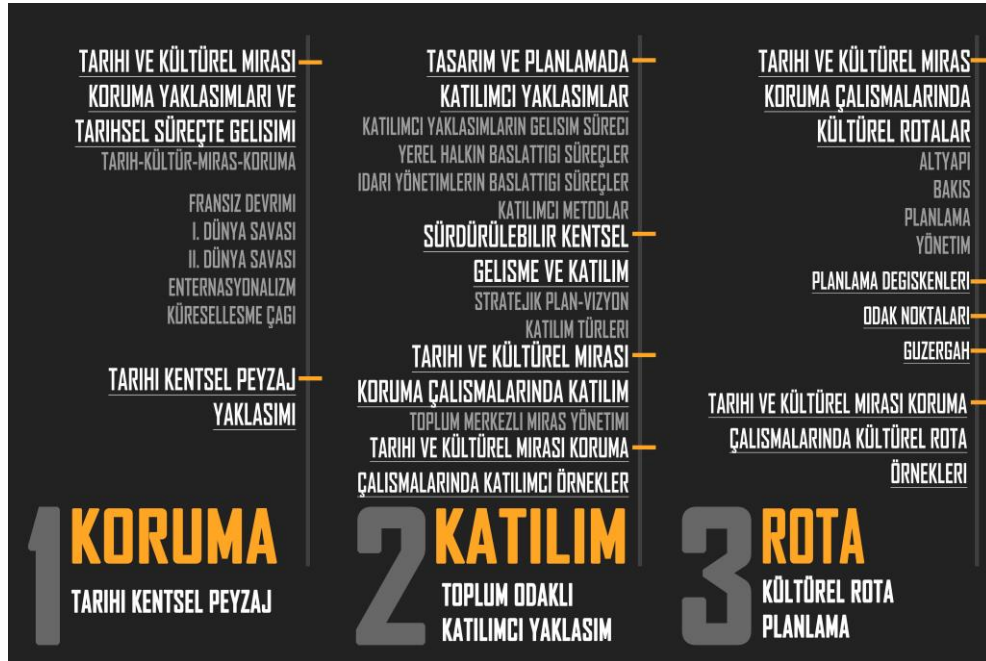 TARIHI VE KÜLTÜREL MIRASI
KORUMA YAKLASIMLARI VE
TARIHSEL SÜREÇTE GELISIMI
TARIH-KÜLTÜR-MIRAS-KORUMA
FRANSIZ DEVRIMI
I. DÜNYA SAVASI
II. DÜNYA SAVASI
ENTERNASYONALIZM
KÜRESELLESME ÇAGI
TARIHI KENTSEL PEYZAJ
YAKLASIMI
1 KORUMA
TARIHI KENTSEL PEYZAJ
TASARIM VE PLANLAMADA
KATILIMCI YAKLASIMLAR
KATILIMCI YAKLASIMLARIN GELISIM SÜRECI
YEREL HALKIN BASLATTIGI SÜREÇLER
IDARI YÖNETIMLERIN BASLATTIGI SÜREÇLER
KATILIMCI METODLAR
SÜRDÜRÜLEBILIR KENTSEL
GELISME VE KATILIM
STRATEJIK PLAN-VIZYON
KATILIM TÜRLERI
TARIHI VE KÜLTÜREL MIRASI
KORUMA ÇALISMALARINDA KATILIM
TOPLUM MERKEZLI MIRAS YÖNETIMI
TARIHI VE KÜLTÜREL MIRASI KORUMA
ÇALISMALARINDA KATILIMCI ÖRNEKLER
2 KATILIM
TOPLUM ODAKLI
KATILIMCI YAKLASIM
TARIHI VE KÜLTÜREL MIRAS
KORUMA ÇALISMALARINDA
KÜLTÜREL ROTALAR
ALTYAPI
BAKIS
PLANLAMA
YÖNETIM
PLANLAMA DEGISKENLERI
ODAK NOKTALARI
GUZERGAH
TARIHI VE KÜLTÜREL MIRASI KORUMA
ÇALISMALARINDA KÜLTÜREL ROTA
ÖRNEKLERI
3 ROTA
KÜLTÜREL ROTA
PLANLAMA